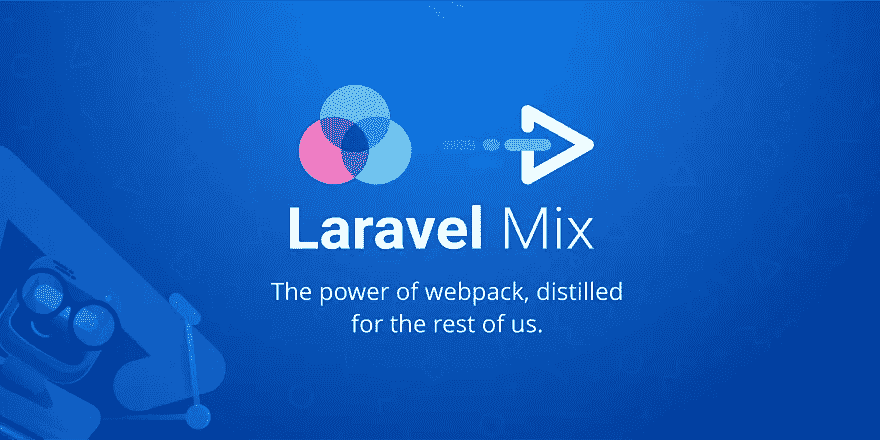 Laravel Mix
The power of webpack, distilled
for the rest of us.